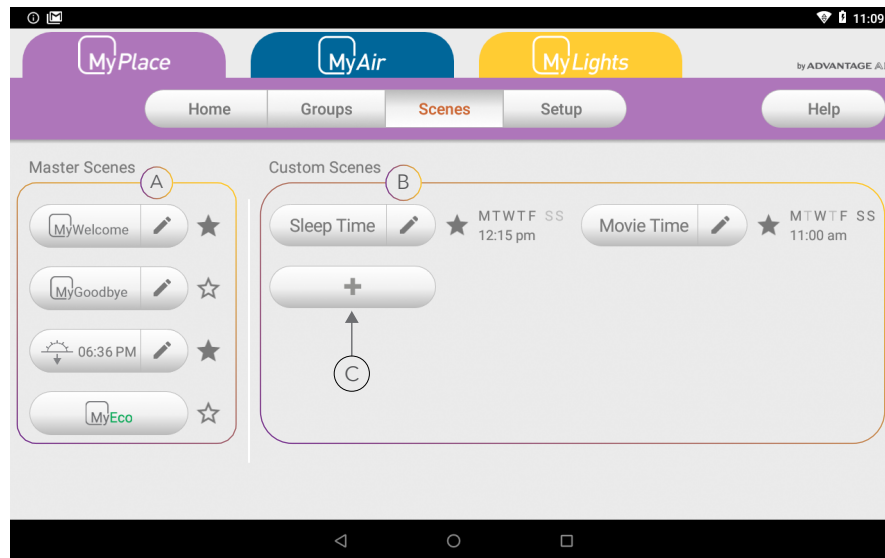 11:09
MyPlace
MyAir
MyLights
by ADVANTAGE
Home
Groups
Scenes
Setup
Help
Master Scenes
A
MyWelcome
MyGoodbye
06:36 PM
MyEco
Custom Scenes
B
Sleep Time
MTWTF SS
12:15 pm
Movie Time
MTWTF SS
11:00 am
+
C